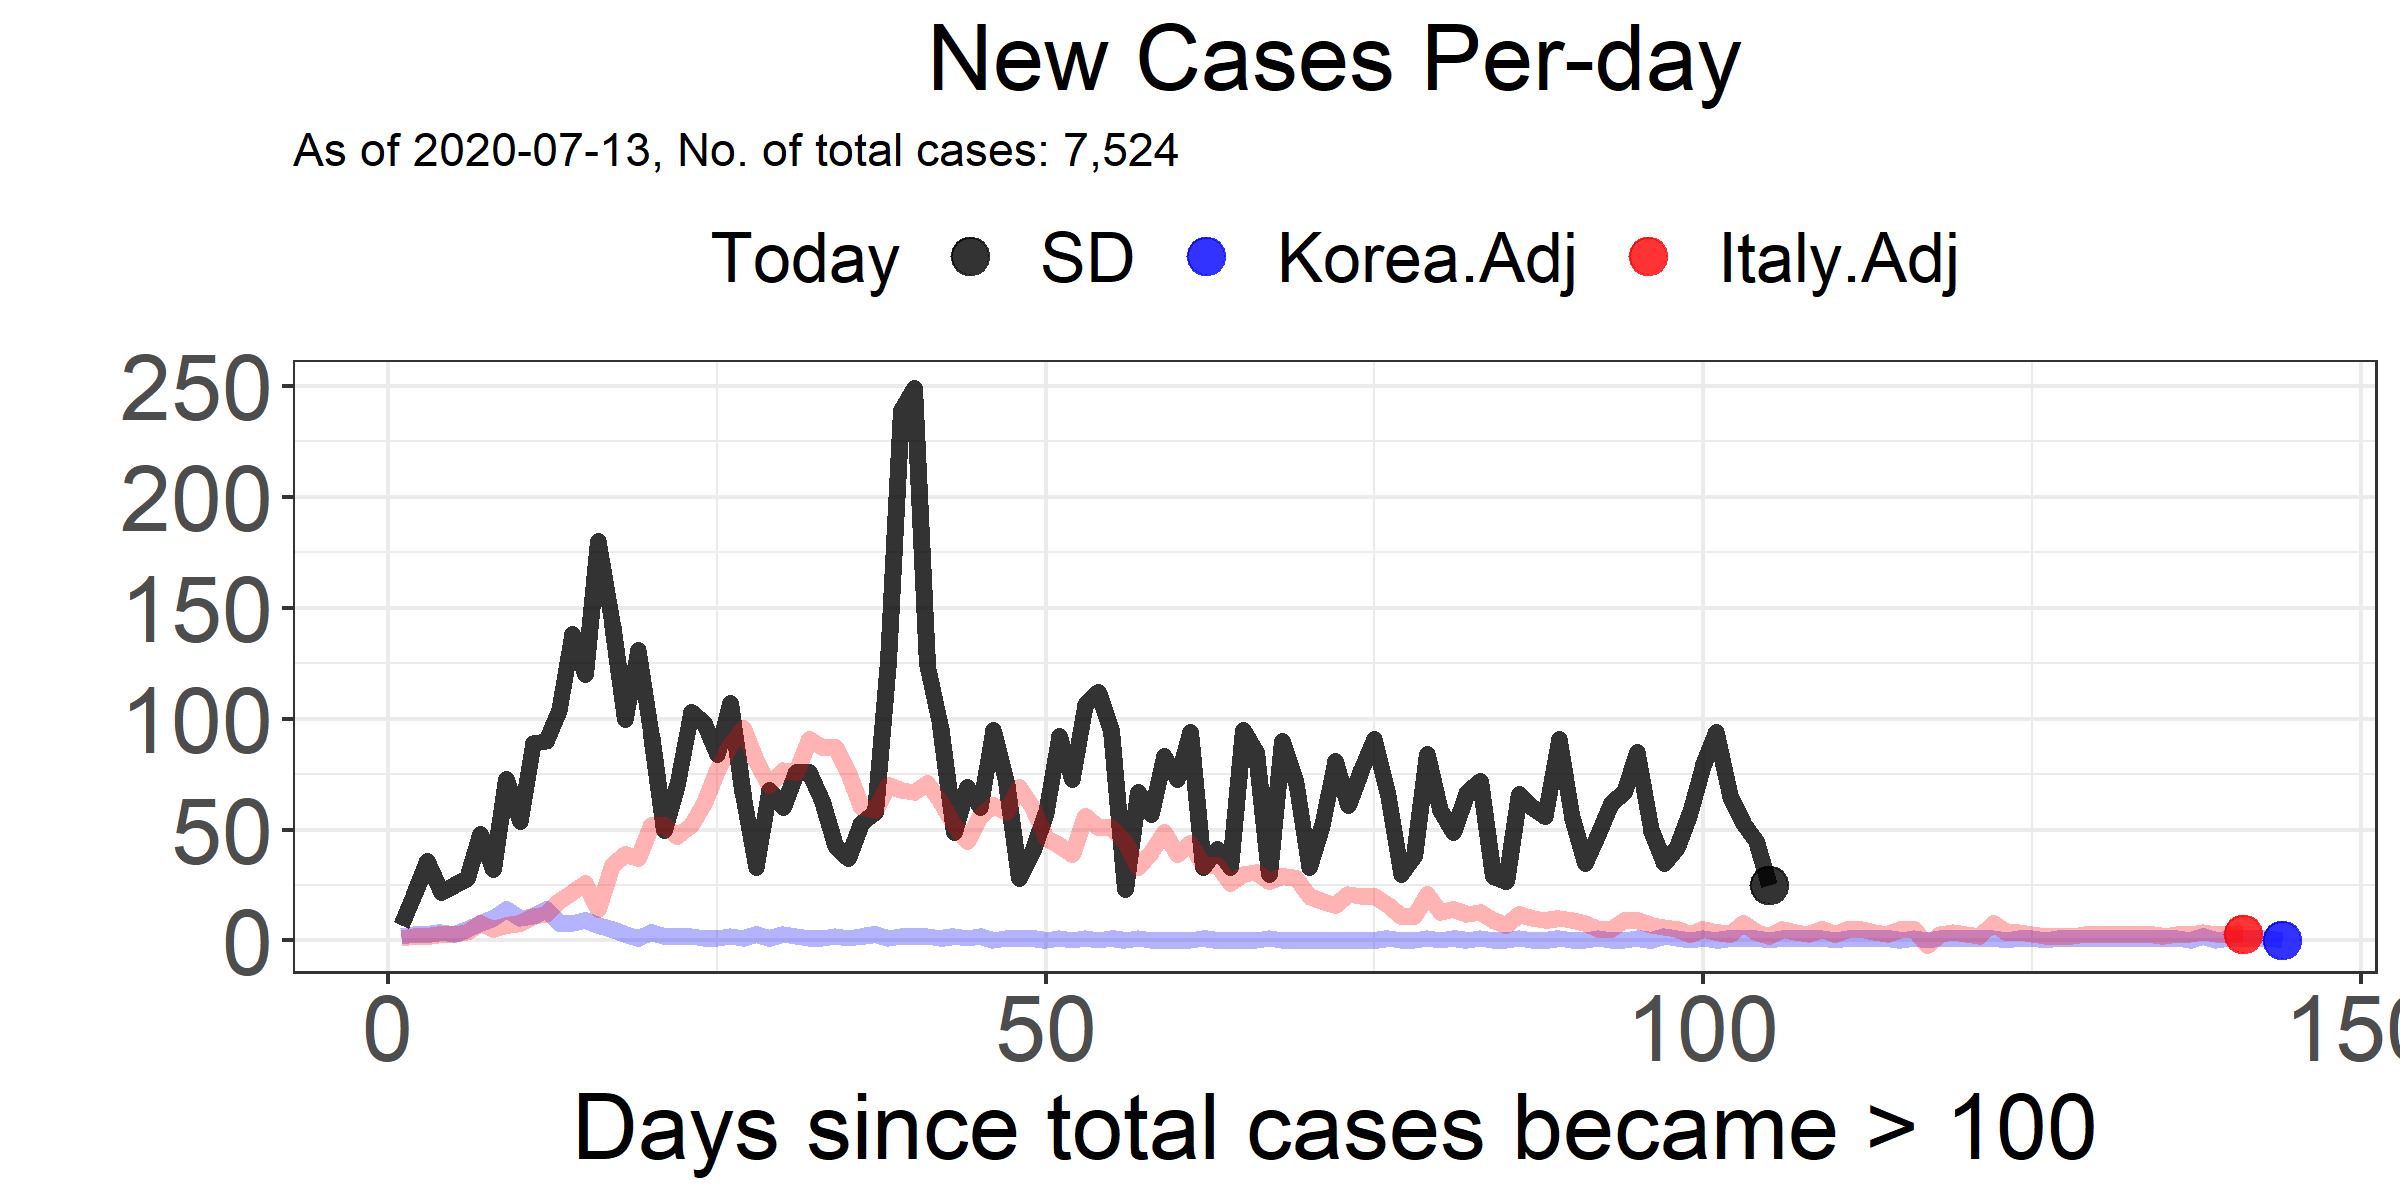 New Cases Per-day
As of 2020-07-13, No. of total cases: 7,524
Today SD Korea.Adj Italy.Adj
250
200
150
100
50
0
0 50 100 150
Days since total cases became > 100